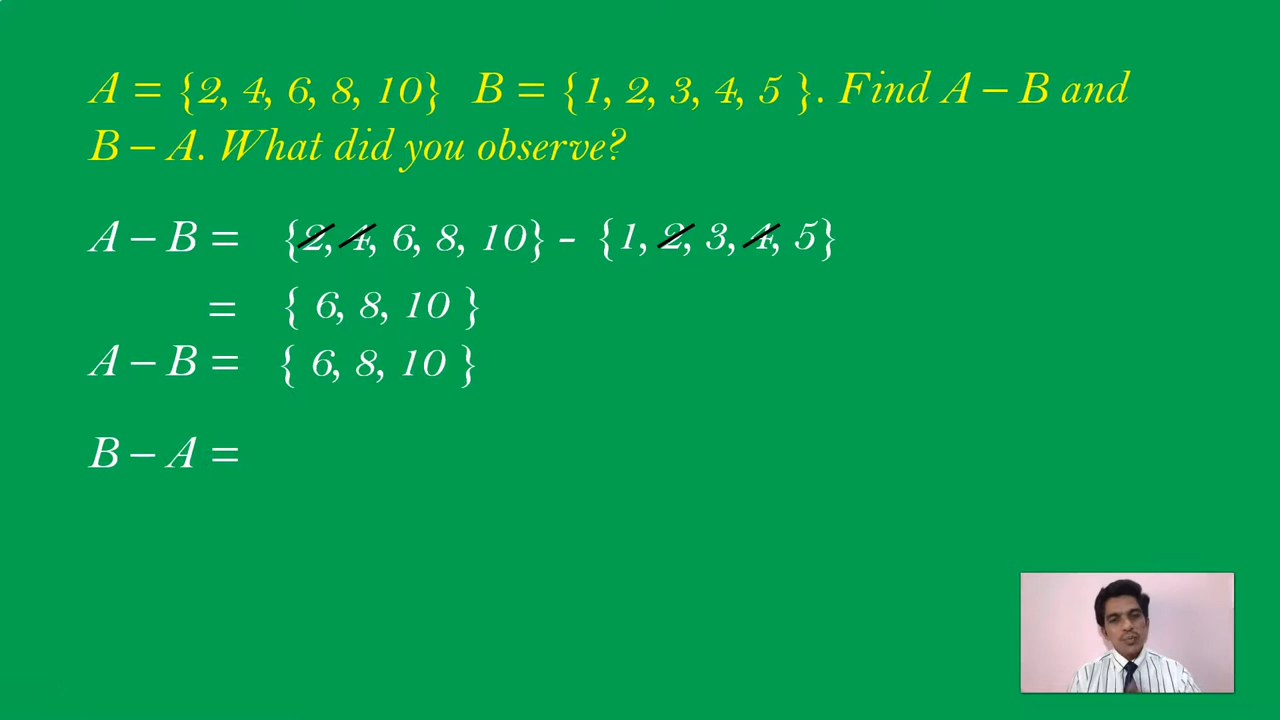 A = {2, 4, 6, 8, 10}  B = {1, 2, 3, 4, 5 }. Find A – B and
B – A. What did you observe?
A – B = {2, 4, 6, 8, 10} - {1, 2, 3, 4, 5}
= { 6, 8, 10 }
A – B = { 6, 8, 10 }
B – A =